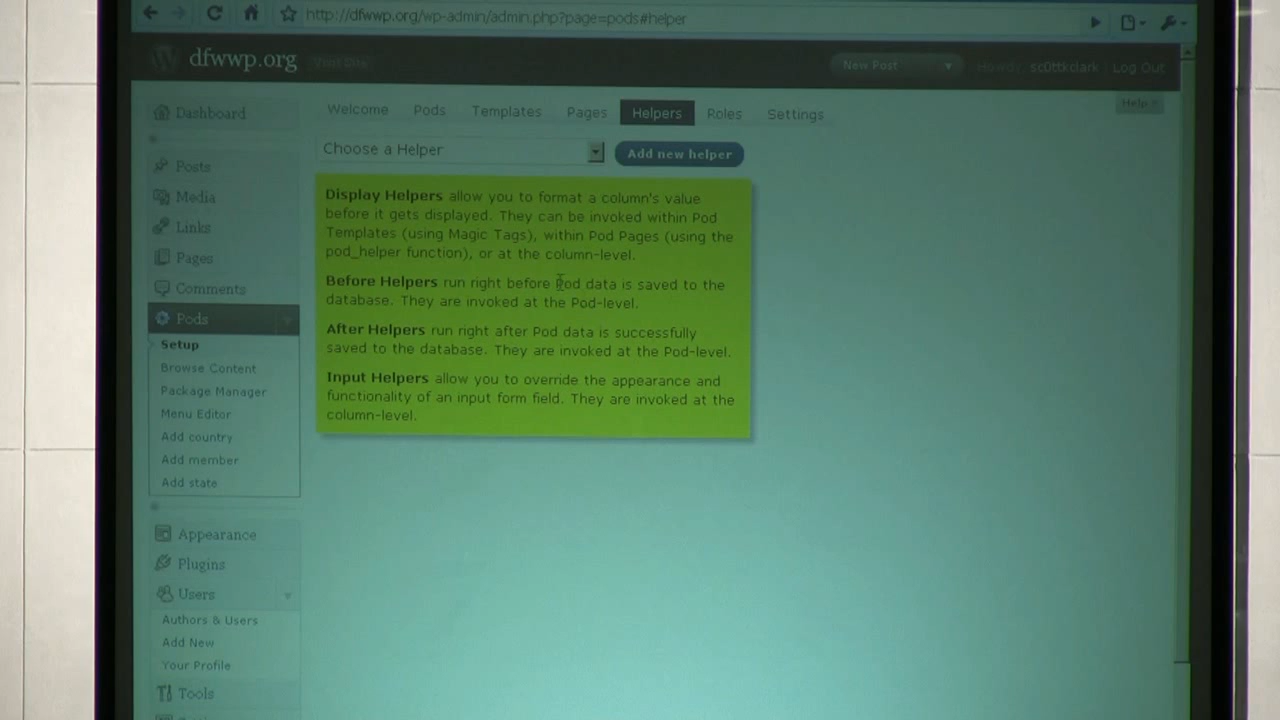 http://dfwwp.org/wp-admin/admin.php?page=pods#helper
dfwwp.org Visit Site New Post Howdy, sc0ttkclark | Log Out
Help
Welcome Pods Templates Pages Helpers Roles Settings
Choose a Helper Add new helper
Dashboard
Posts
Media
Links
Pages
Comments
Pods
Setup
Browse Content
Package Manager
Menu Editor
Add country
Add member
Add state
Appearance
Plugins
Users
Authors & Users
Add New
Your Profile
Tools
Display Helpers allow you to format a column's value
before it gets displayed. They can be invoked within Pod
Templates (using Magic Tags), within Pod Pages (using the
pod_helper function), or at the column-level.
Before Helpers run right before Pod data is saved to the
database. They are invoked at the Pod-level.
After Helpers run right after Pod data is successfully
saved to the database. They are invoked at the Pod-level.
Input Helpers allow you to override the appearance and
functionality of an input form field. They are invoked at the
column-level.